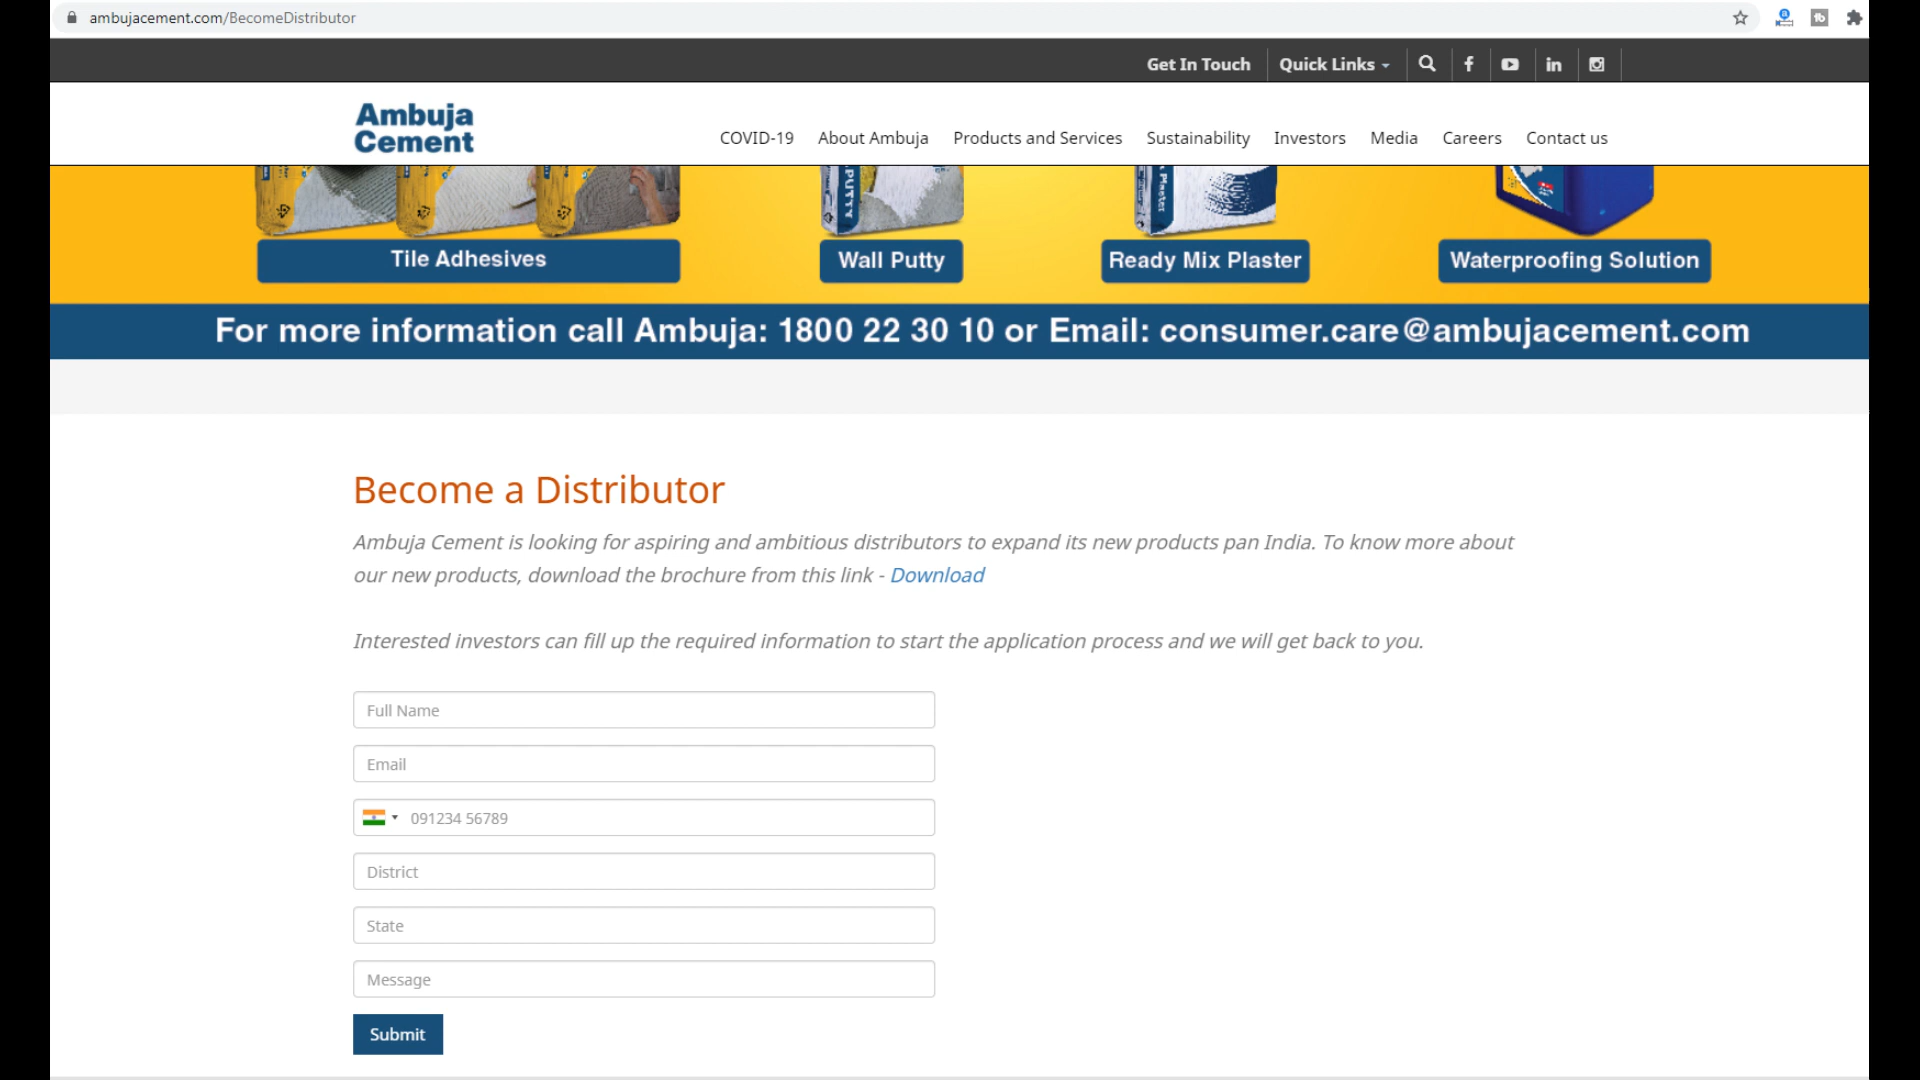 ambujacement.com/BecomeDistributor
Get In Touch Quick Links
Ambuja
Cement
COVID-19 About Ambuja Products and Services Sustainability Investors Media Careers Contact us
PUTTY
Plaster
Tile Adhesives Wall Putty Ready Mix Plaster Waterproofing Solution
For more information call Ambuja: 1800 22 30 10 or Email: consumer.care@ambujacement.com
Become a Distributor
Ambuja Cement is looking for aspiring and ambitious distributors to expand its new products pan India. To know more about
our new products, download the brochure from this link - Download
Interested investors can fill up the required information to start the application process and we will get back to you.
Full Name
Email
091234 56789
District
State
Message
Submit